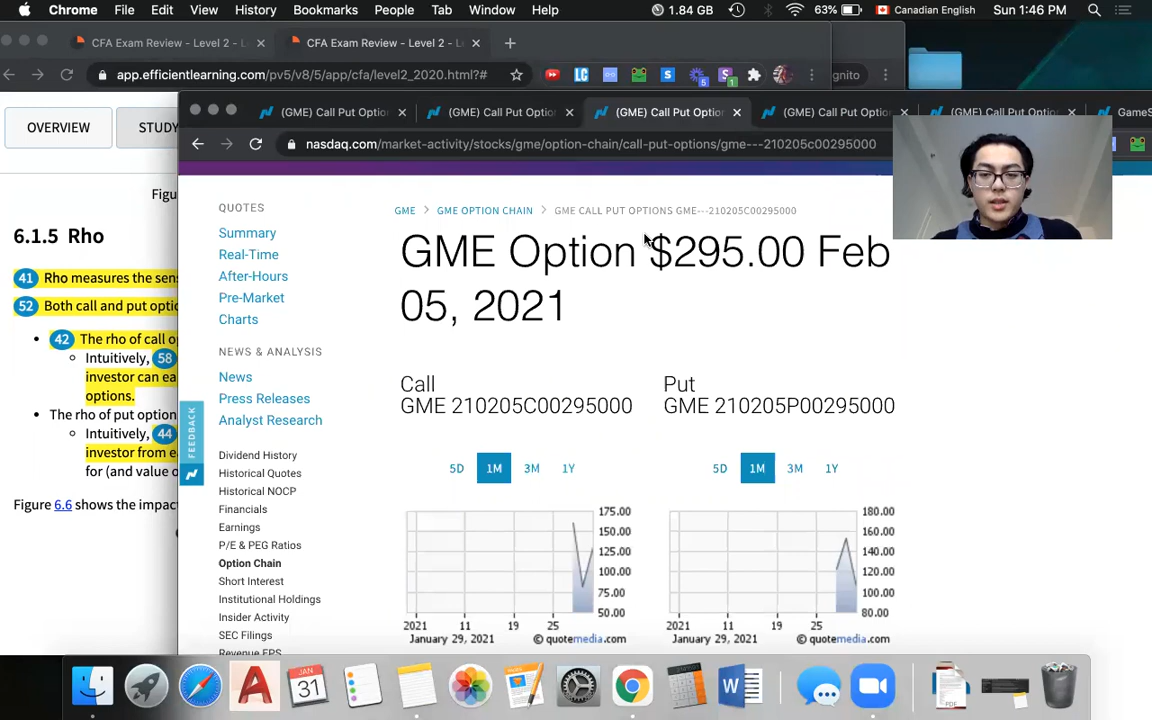 Chrome File Edit View History Bookmarks People Tab Window Help 1.84 GB 63% Canadian English Sun 1:46 PM
CFA Exam Review - Level 2 - L CFA Exam Review - Level 2 - L
app.efficientlearning.com/pv5/v8/5/app/cfa/level2_2020.html?# LC 5 1 gnito
(GME) Call Put Optio (GME) Call Put Optio (GME) Call Put Optio (GME) Call Put Optio (GME) Call Put Optio GameS
nasdaq.com/market-activity/stocks/gme/option-chain/call-put-options/gme---210205c00295000
OVERVIEW STUDY
Figu
6.1.5 Rho
41 Rho measures the sens
52 Both call and put optio
42 The rho of call o
Intuitively, 58
investor can ea
options.
The rho of put option
Intuitively, 44
investor from e
for (and value o
Figure 6.6 shows the impact
FEEDBACK
QUOTES
Summary
Real-Time
After-Hours
Pre-Market
Charts
NEWS & ANALYSIS
News
Press Releases
Analyst Research
Dividend History
Historical Quotes
Historical NOCP
Financials
Earnings
P/E & PEG Ratios
Option Chain
Short Interest
Institutional Holdings
Insider Activity
SEC Filings
Revenue EPS
GME > GME OPTION CHAIN > GME CALL PUT OPTIONS GME---210205C00295000
GME Option $295.00 Feb
05, 2021
Call
GME 210205C00295000
5D 1M 3M 1Y
175.00
150.00
125.00
100.00
75.00
50.00
2021 11 19 25
January 29, 2021 © quotemedia.com
Put
GME 210205P00295000
5D 1M 3M 1Y
180.00
160.00
140.00
120.00
100.00
80.00
2021 11 19 25
January 29, 2021 © quotemedia.com
JAN
31
PDF